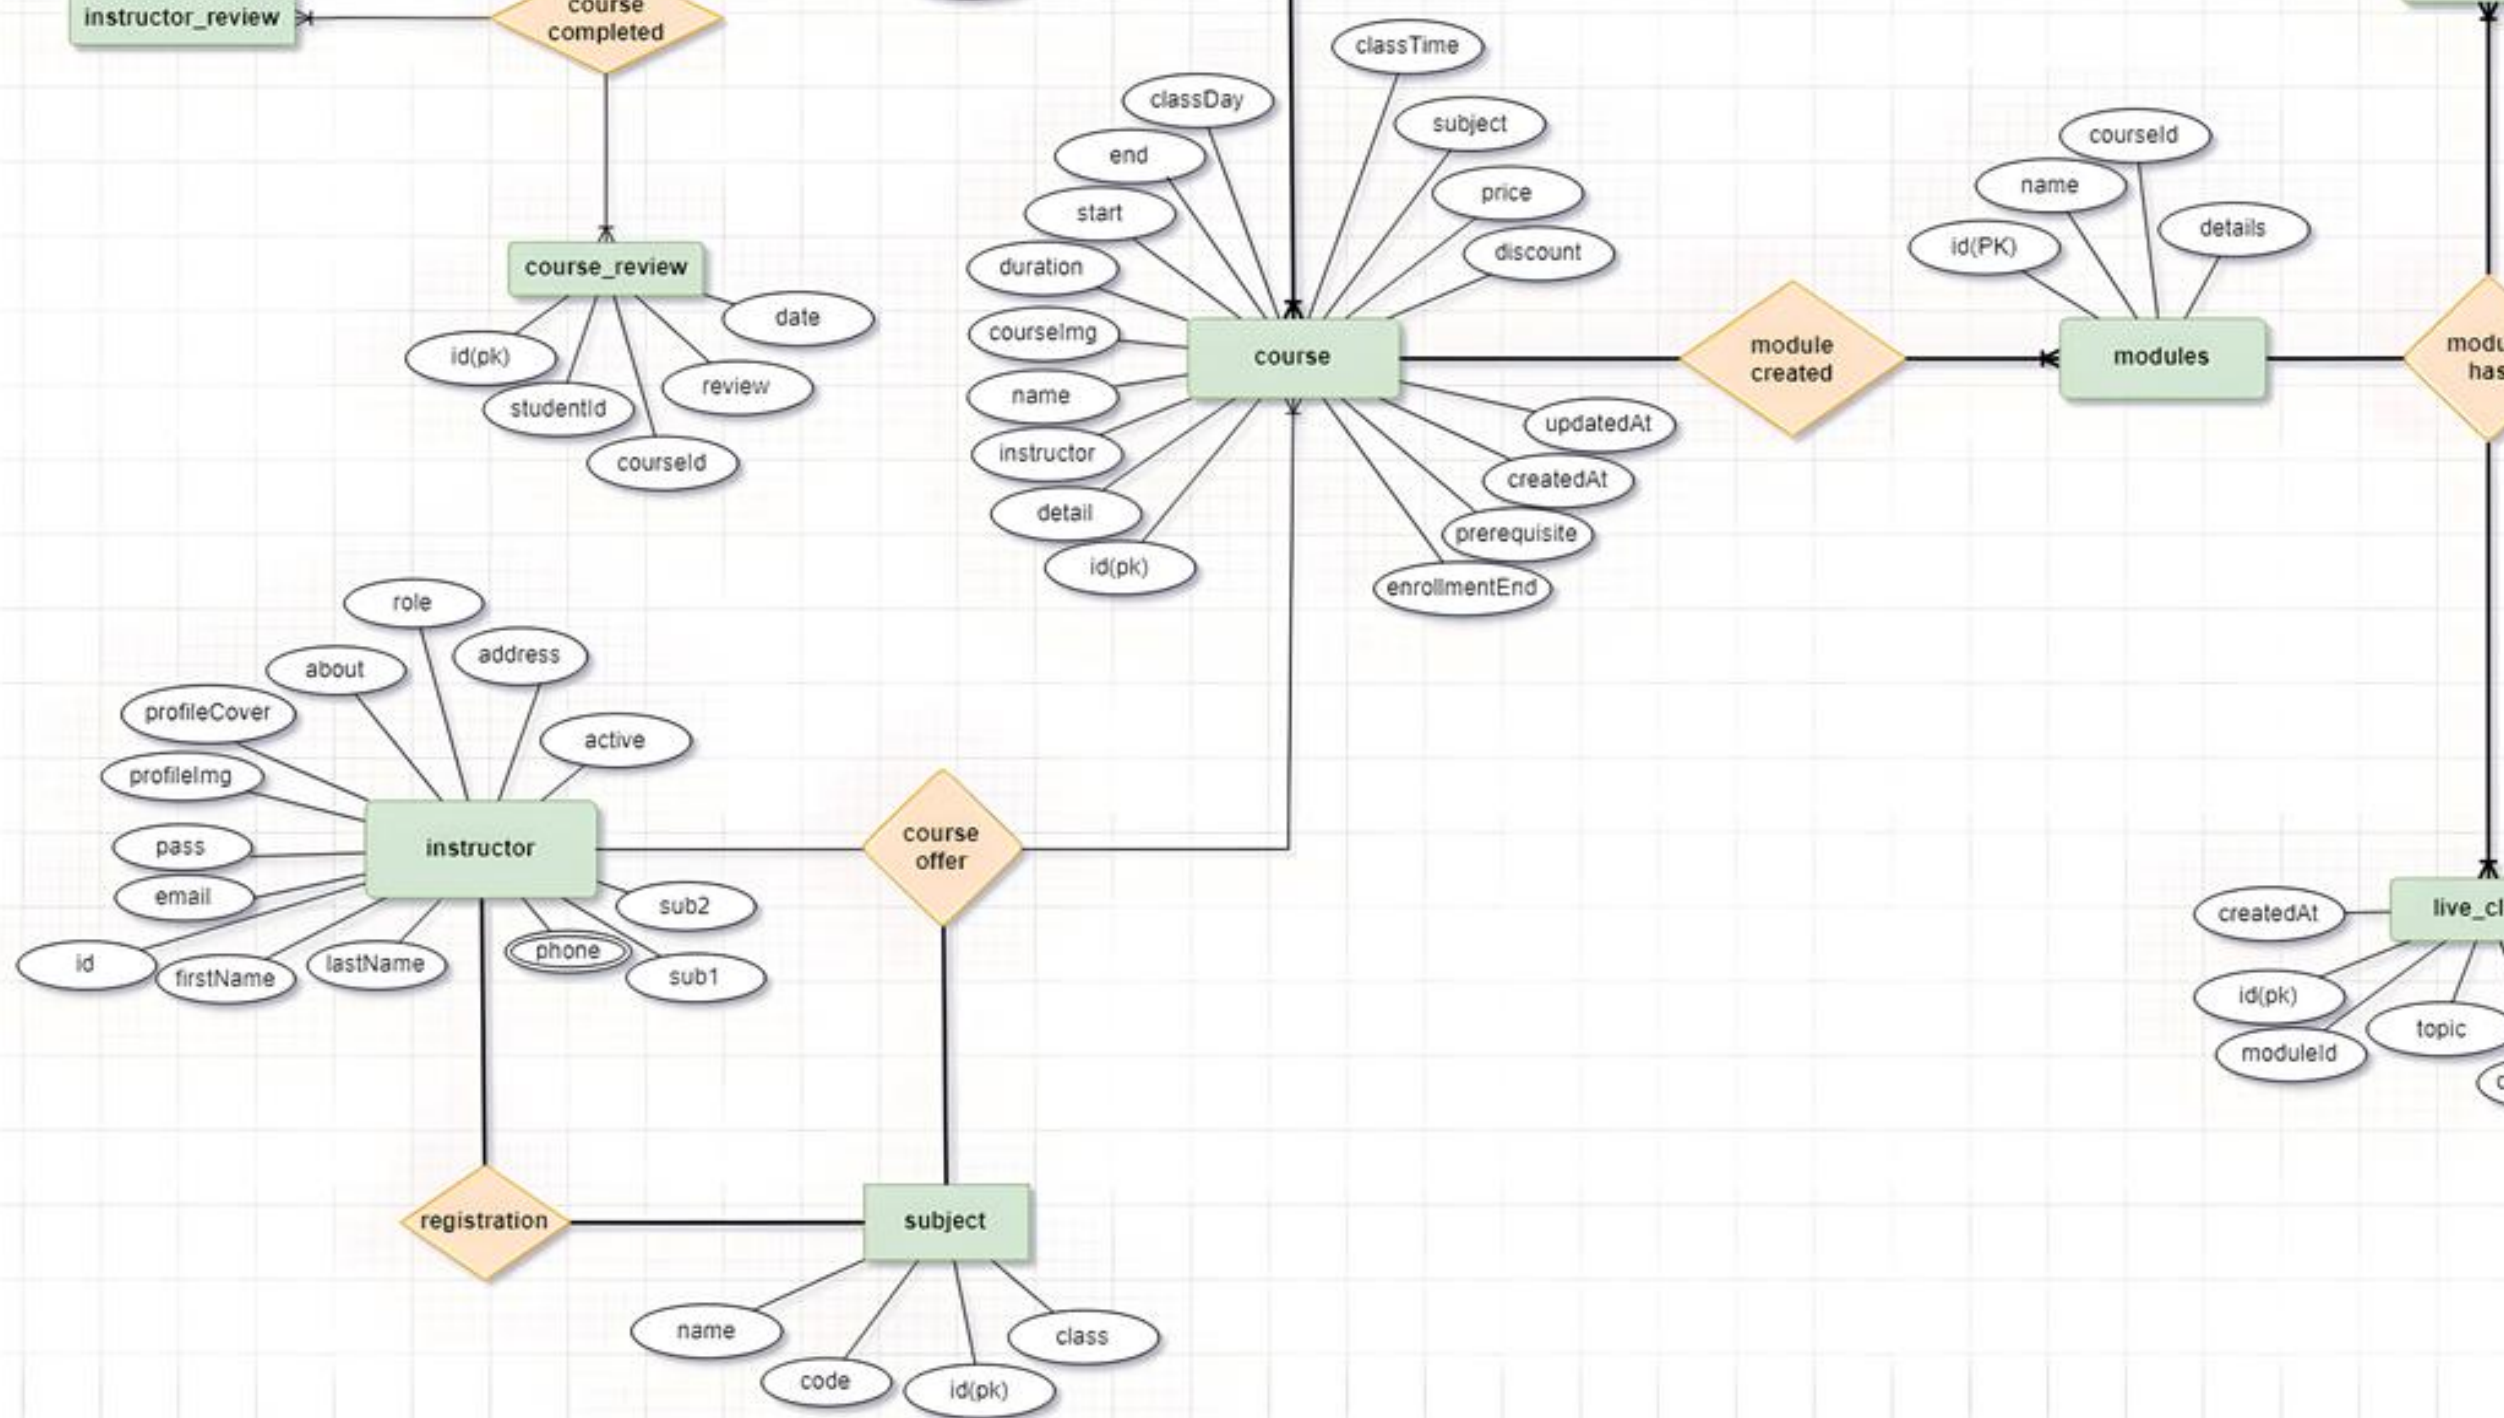 instructor_review
course
completed
classTime
classDay
subject
end
courseId
name
price
start
details
id(PK)
discount
duration
course_review
date
courseImg
id(pk)
course
module
created
modules
has
review
name
studentId
updatedAt
instructor
courseId
createdAt
detail
prerequisite
id(pk)
enrollmentEnd
role
address
about
profileCover
active
profileImg
pass
instructor
course
offer
email
sub2
createdAt
phone
id
firstName
lastName
sub1
id(pk)
topic
moduleId
registration
subject
name
class
code
id(pk)